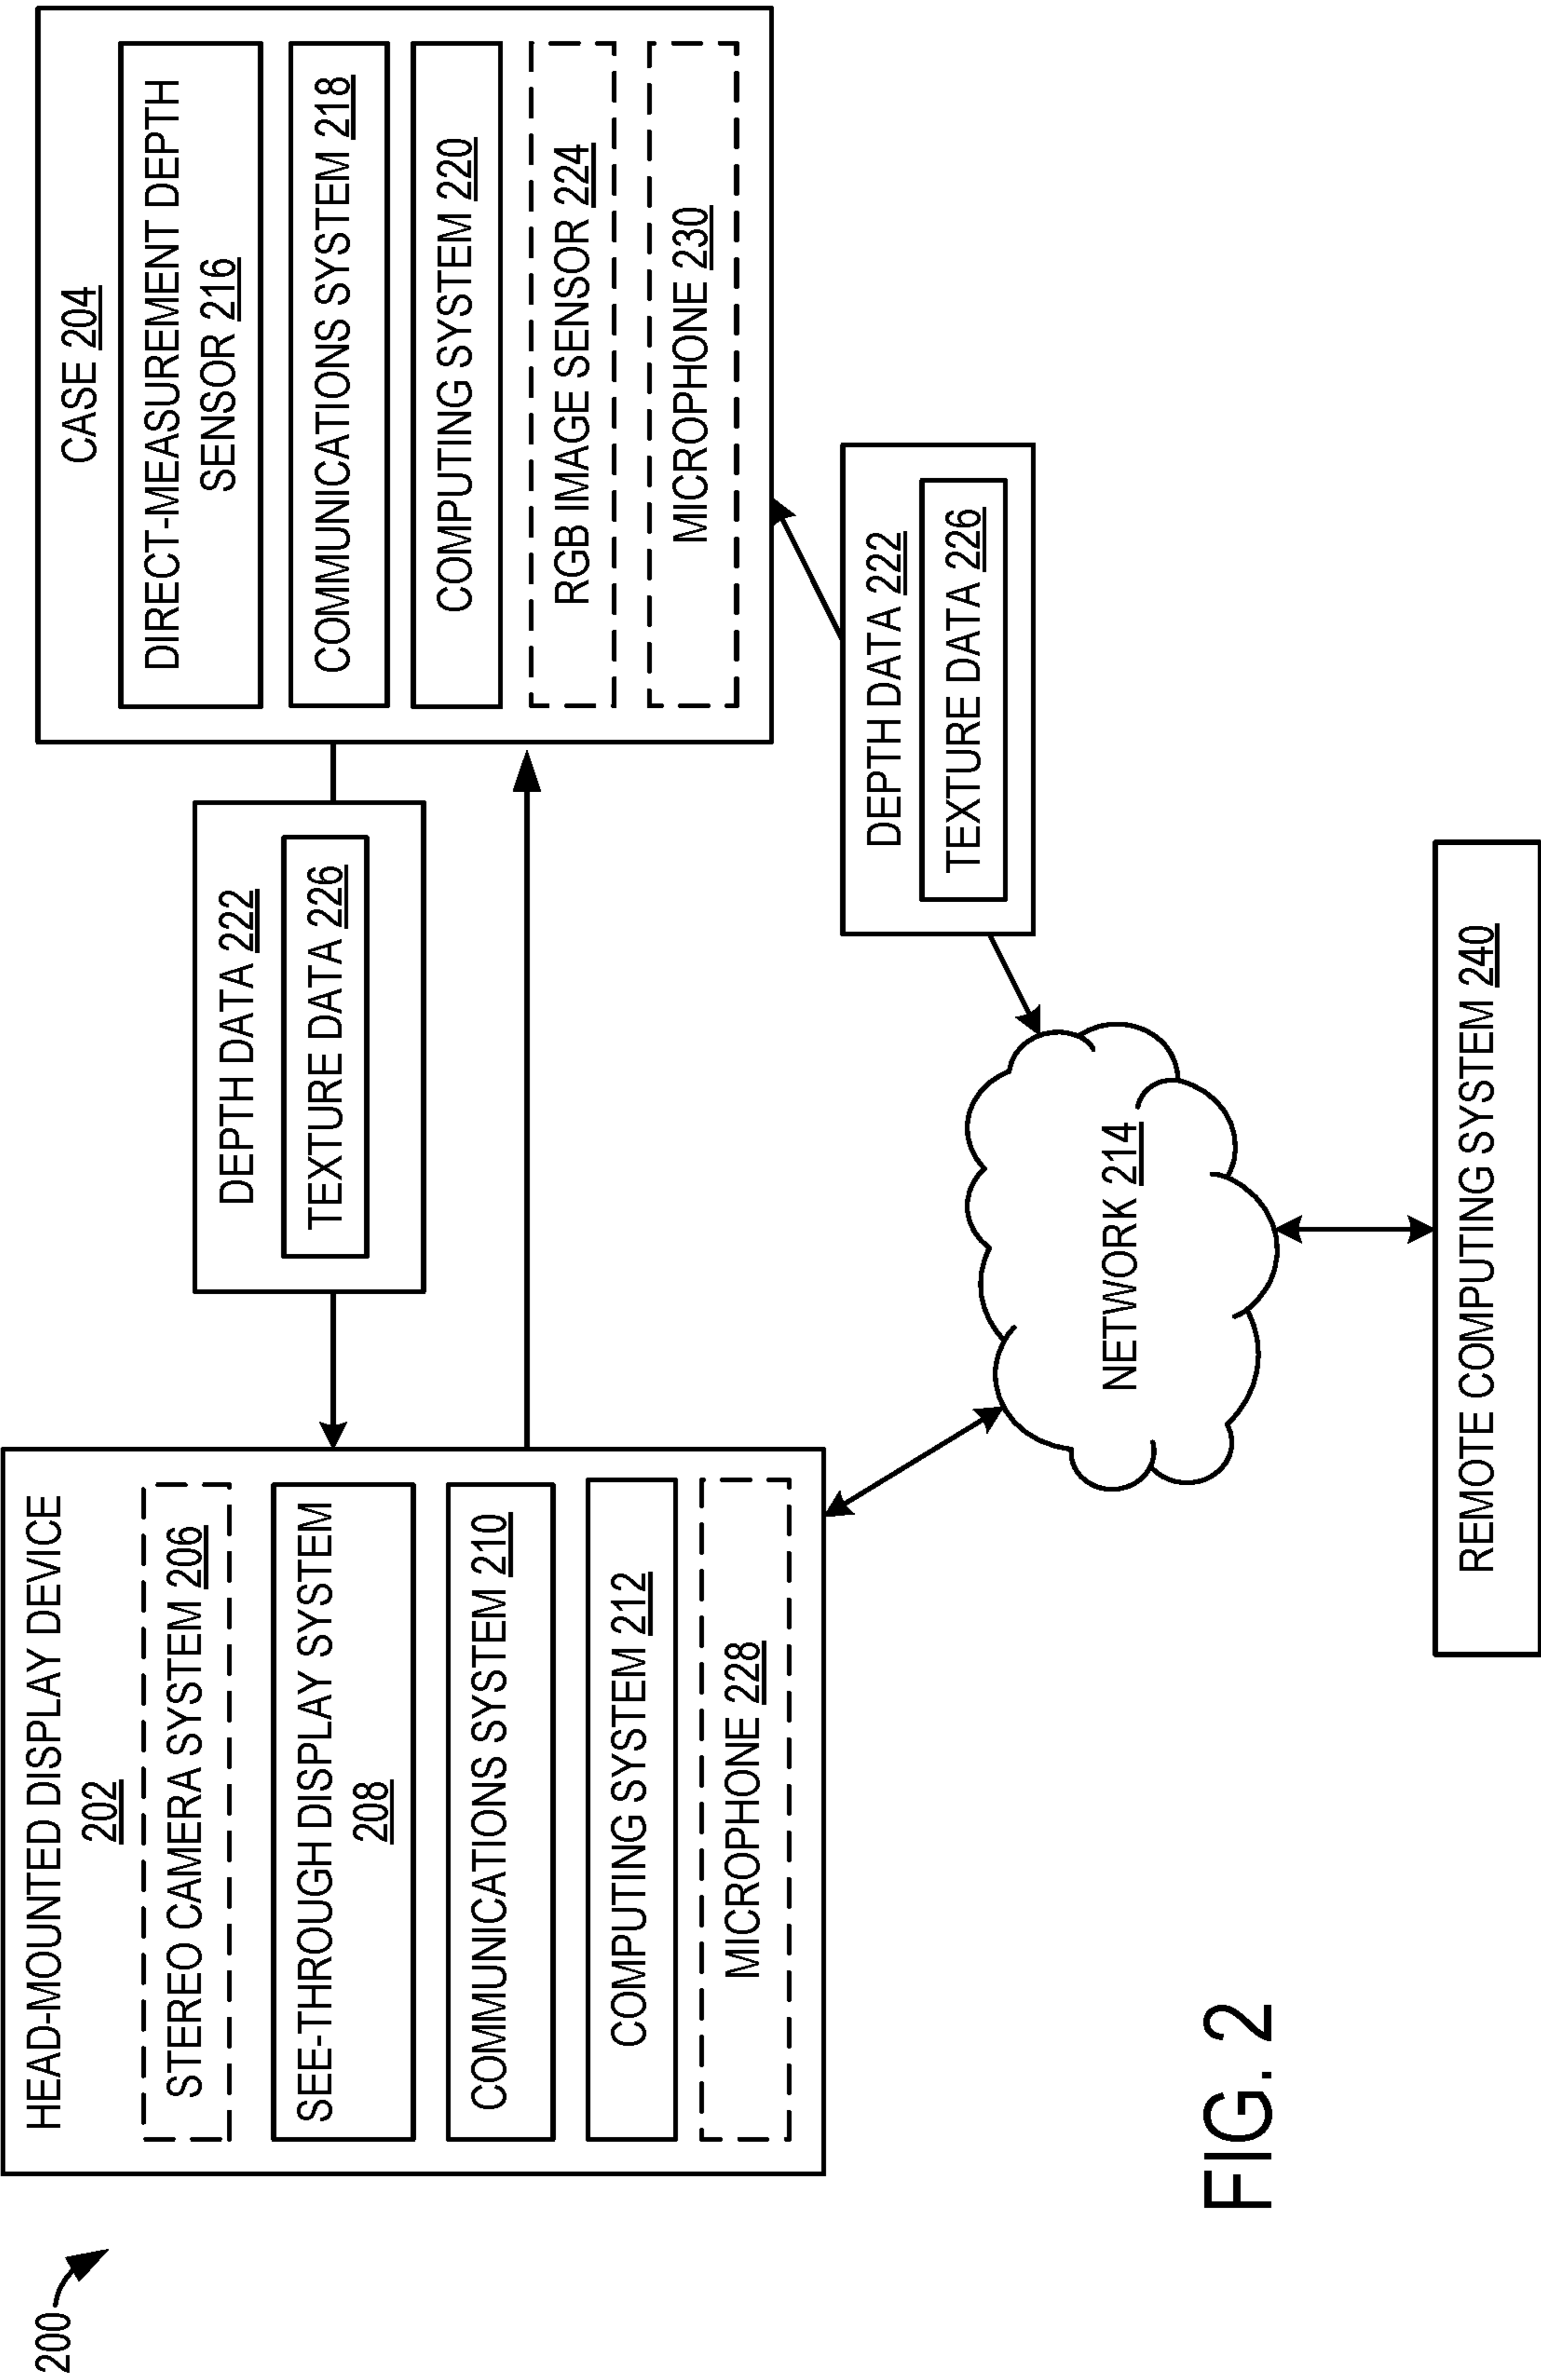 200
HEAD-MOUNTED DISPLAY DEVICE
202
STEREO CAMERA SYSTEM 206
SEE-THROUGH DISPLAY SYSTEM
208
COMMUNICATIONS SYSTEM 210
COMPUTING SYSTEM 212
MICROPHONE 228
DEPTH DATA 222
TEXTURE DATA 226
CASE 204
DIRECT-MEASUREMENT DEPTH
SENSOR 216
COMMUNICATIONS SYSTEM 218
COMPUTING SYSTEM 220
RGB IMAGE SENSOR 224
MICROPHONE 230
DEPTH DATA 222
TEXTURE DATA 226
NETWORK 214
REMOTE COMPUTING SYSTEM 240
FIG. 2